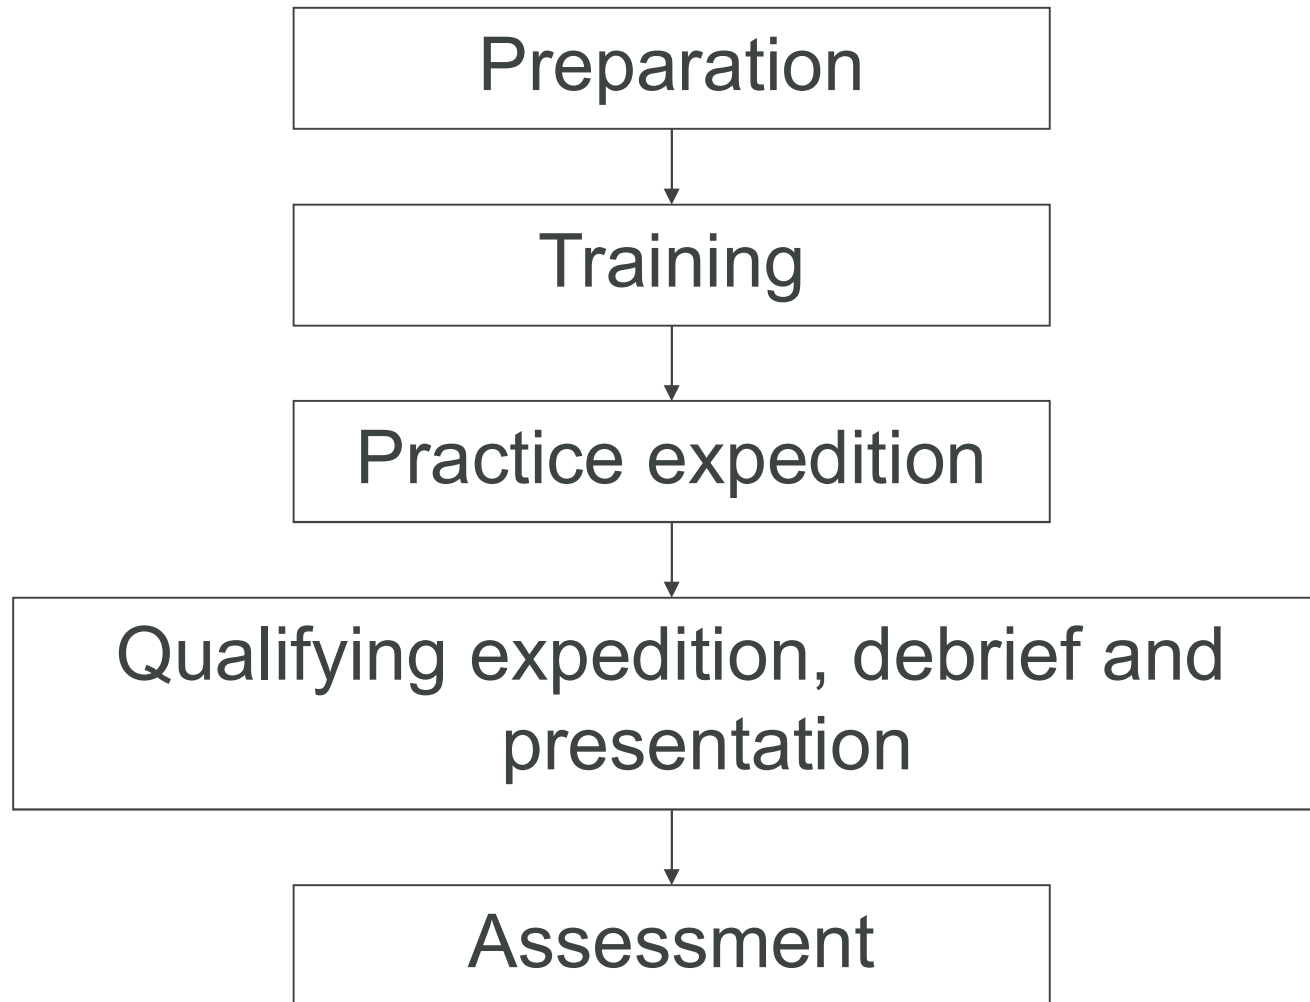 Preparation
Training
Practice expedition
Qualifying expedition, debrief and
presentation
Assessment